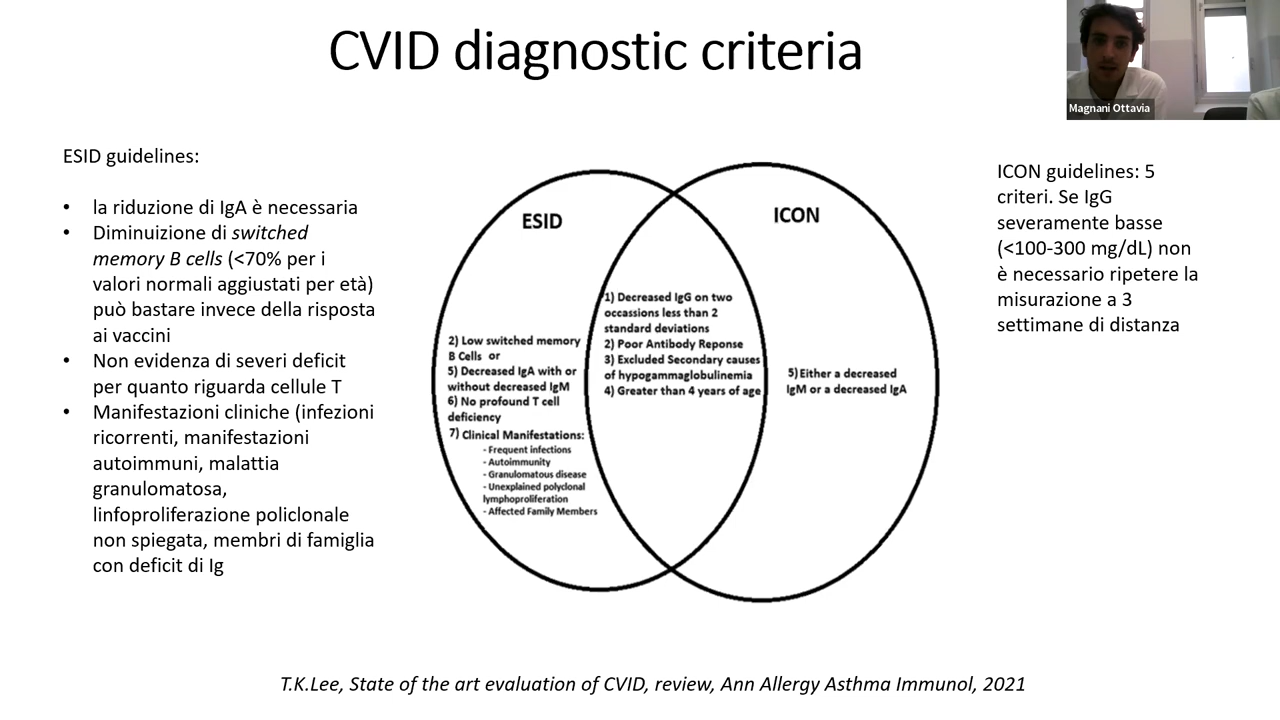 CVID diagnostic criteria
Magnani Ottavia
ESID guidelines:
• la riduzione di IgA è necessaria
• Diminuizione di switched
memory B cells (<70% per i
valori normali aggiustati per età)
può bastare invece della risposta
ai vaccini
• Non evidenza di severi deficit
per quanto riguarda cellule T
• Manifestazioni cliniche (infezioni
ricorrenti, manifestazioni
autoimmuni, malattia
granulomatosa,
linfoproliferazione policlonale
non spiegata, membri di famiglia
con deficit di Ig
ESID
2) Low switched memory
B Cells or
5) Decreased IgA with or
without decreased IgM
6) No profound T cell
deficiency
7) Clinical Manifestations:
- Frequent infections
- Autoimmunity
- Granulomatous disease
- Unexplained polyclonal
lymphoproliferation
- Affected Family Members
1) Decreased IgG on two
occassions less than 2
standard deviations
2) Poor Antibody Reponse
3) Excluded Secondary causes
of hypogammaglobulinemia
4) Greater than 4 years of age
ICON
5) Either a decreased
IgM or a decreased IgA
ICON guidelines: 5
criteri. Se IgG
severamente basse
(<100-300 mg/dL) non
è necessario ripetere la
misurazione a 3
settimane di distanza
T.K.Lee, State of the art evaluation of CVID, review, Ann Allergy Asthma Immunol, 2021